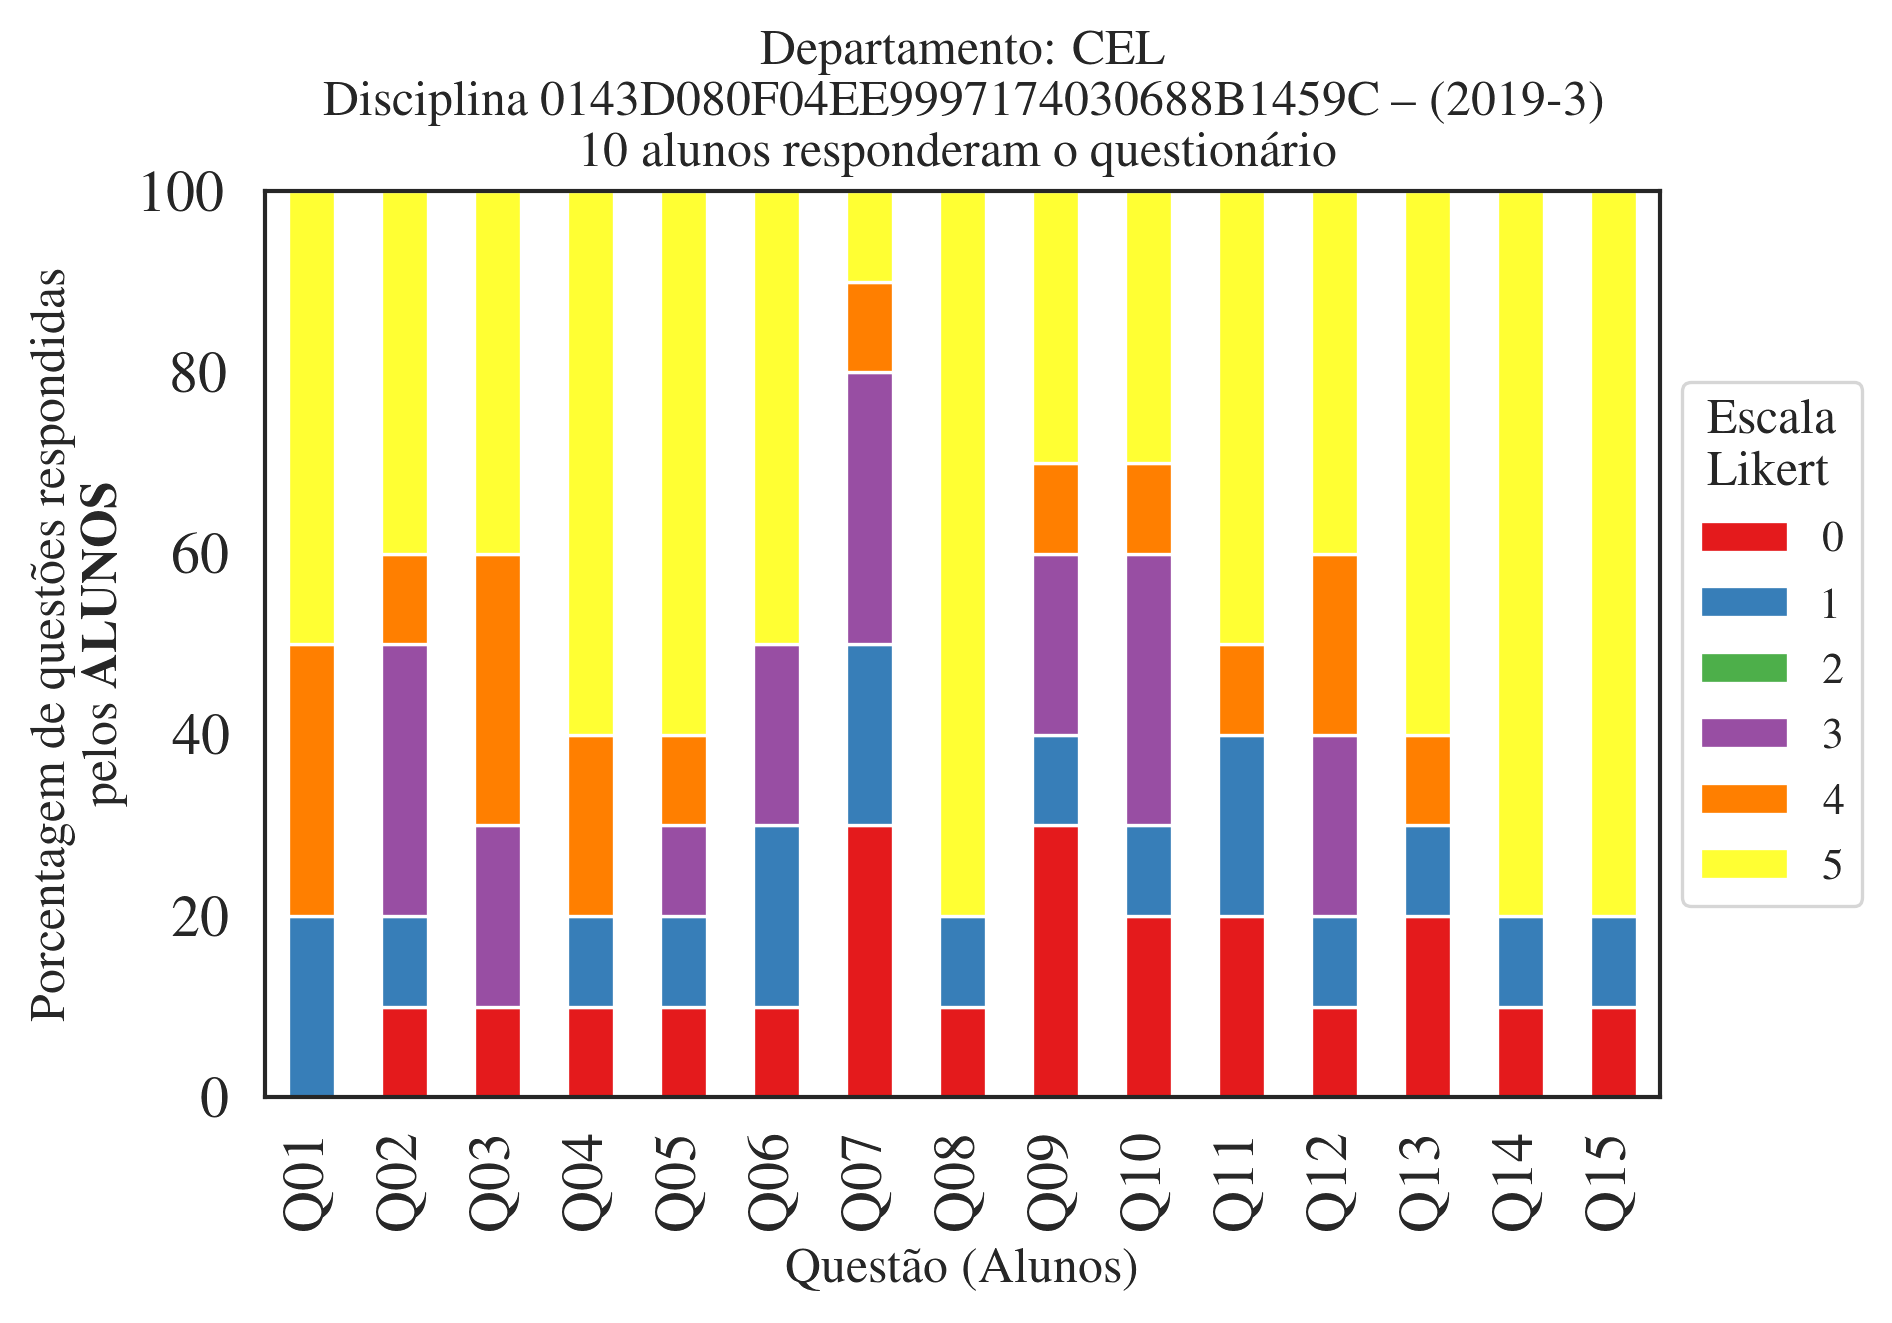 Departamento: CEL
Disciplina 0143D080F04EE9997174030688B1459C – (2019-3)
10 alunos responderam o questionário
Porcentagem de questões respondidas
pelos ALUNOS
100
80
60
40
20
0
Q01 Q02 Q03 Q04 Q05 Q06 Q07 Q08 Q09 Q10 Q11 Q12 Q13 Q14 Q15
Questão (Alunos)
Escala
Likert
0
1
2
3
4
5